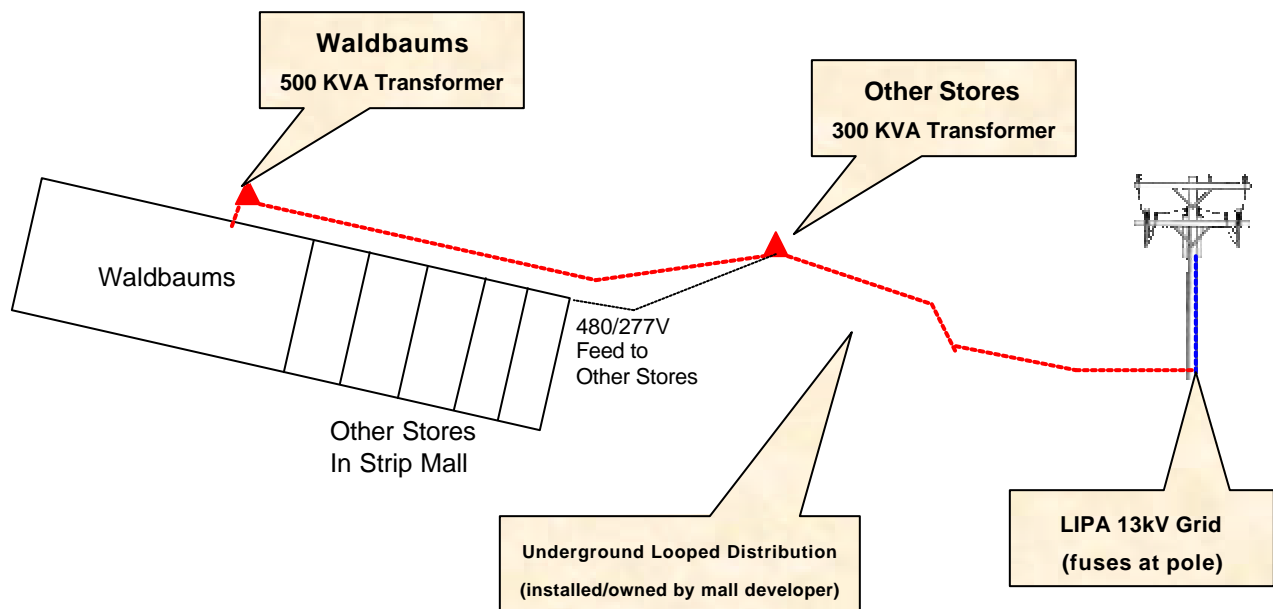 Waldbaums
500 KVA Transformer
Other Stores
300 KVA Transformer
Waldbaums
480/277V
Feed to
Other Stores
Other Stores
In Strip Mall
Underground Looped Distribution
(installed/owned by mall developer)
LIPA 13kV Grid
(fuses at pole)